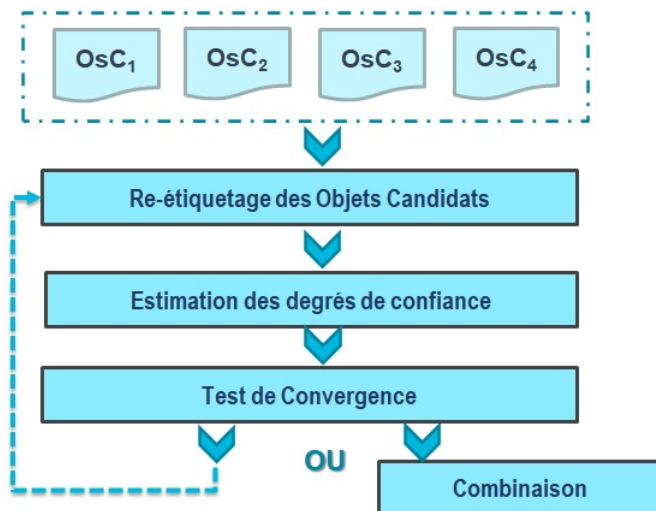 OsC₁ OsC₂ OsC₃ OsC₄
Re-étiquetage des Objets Candidats
Estimation des degrés de confiance
Test de Convergence
OU
Combinaison